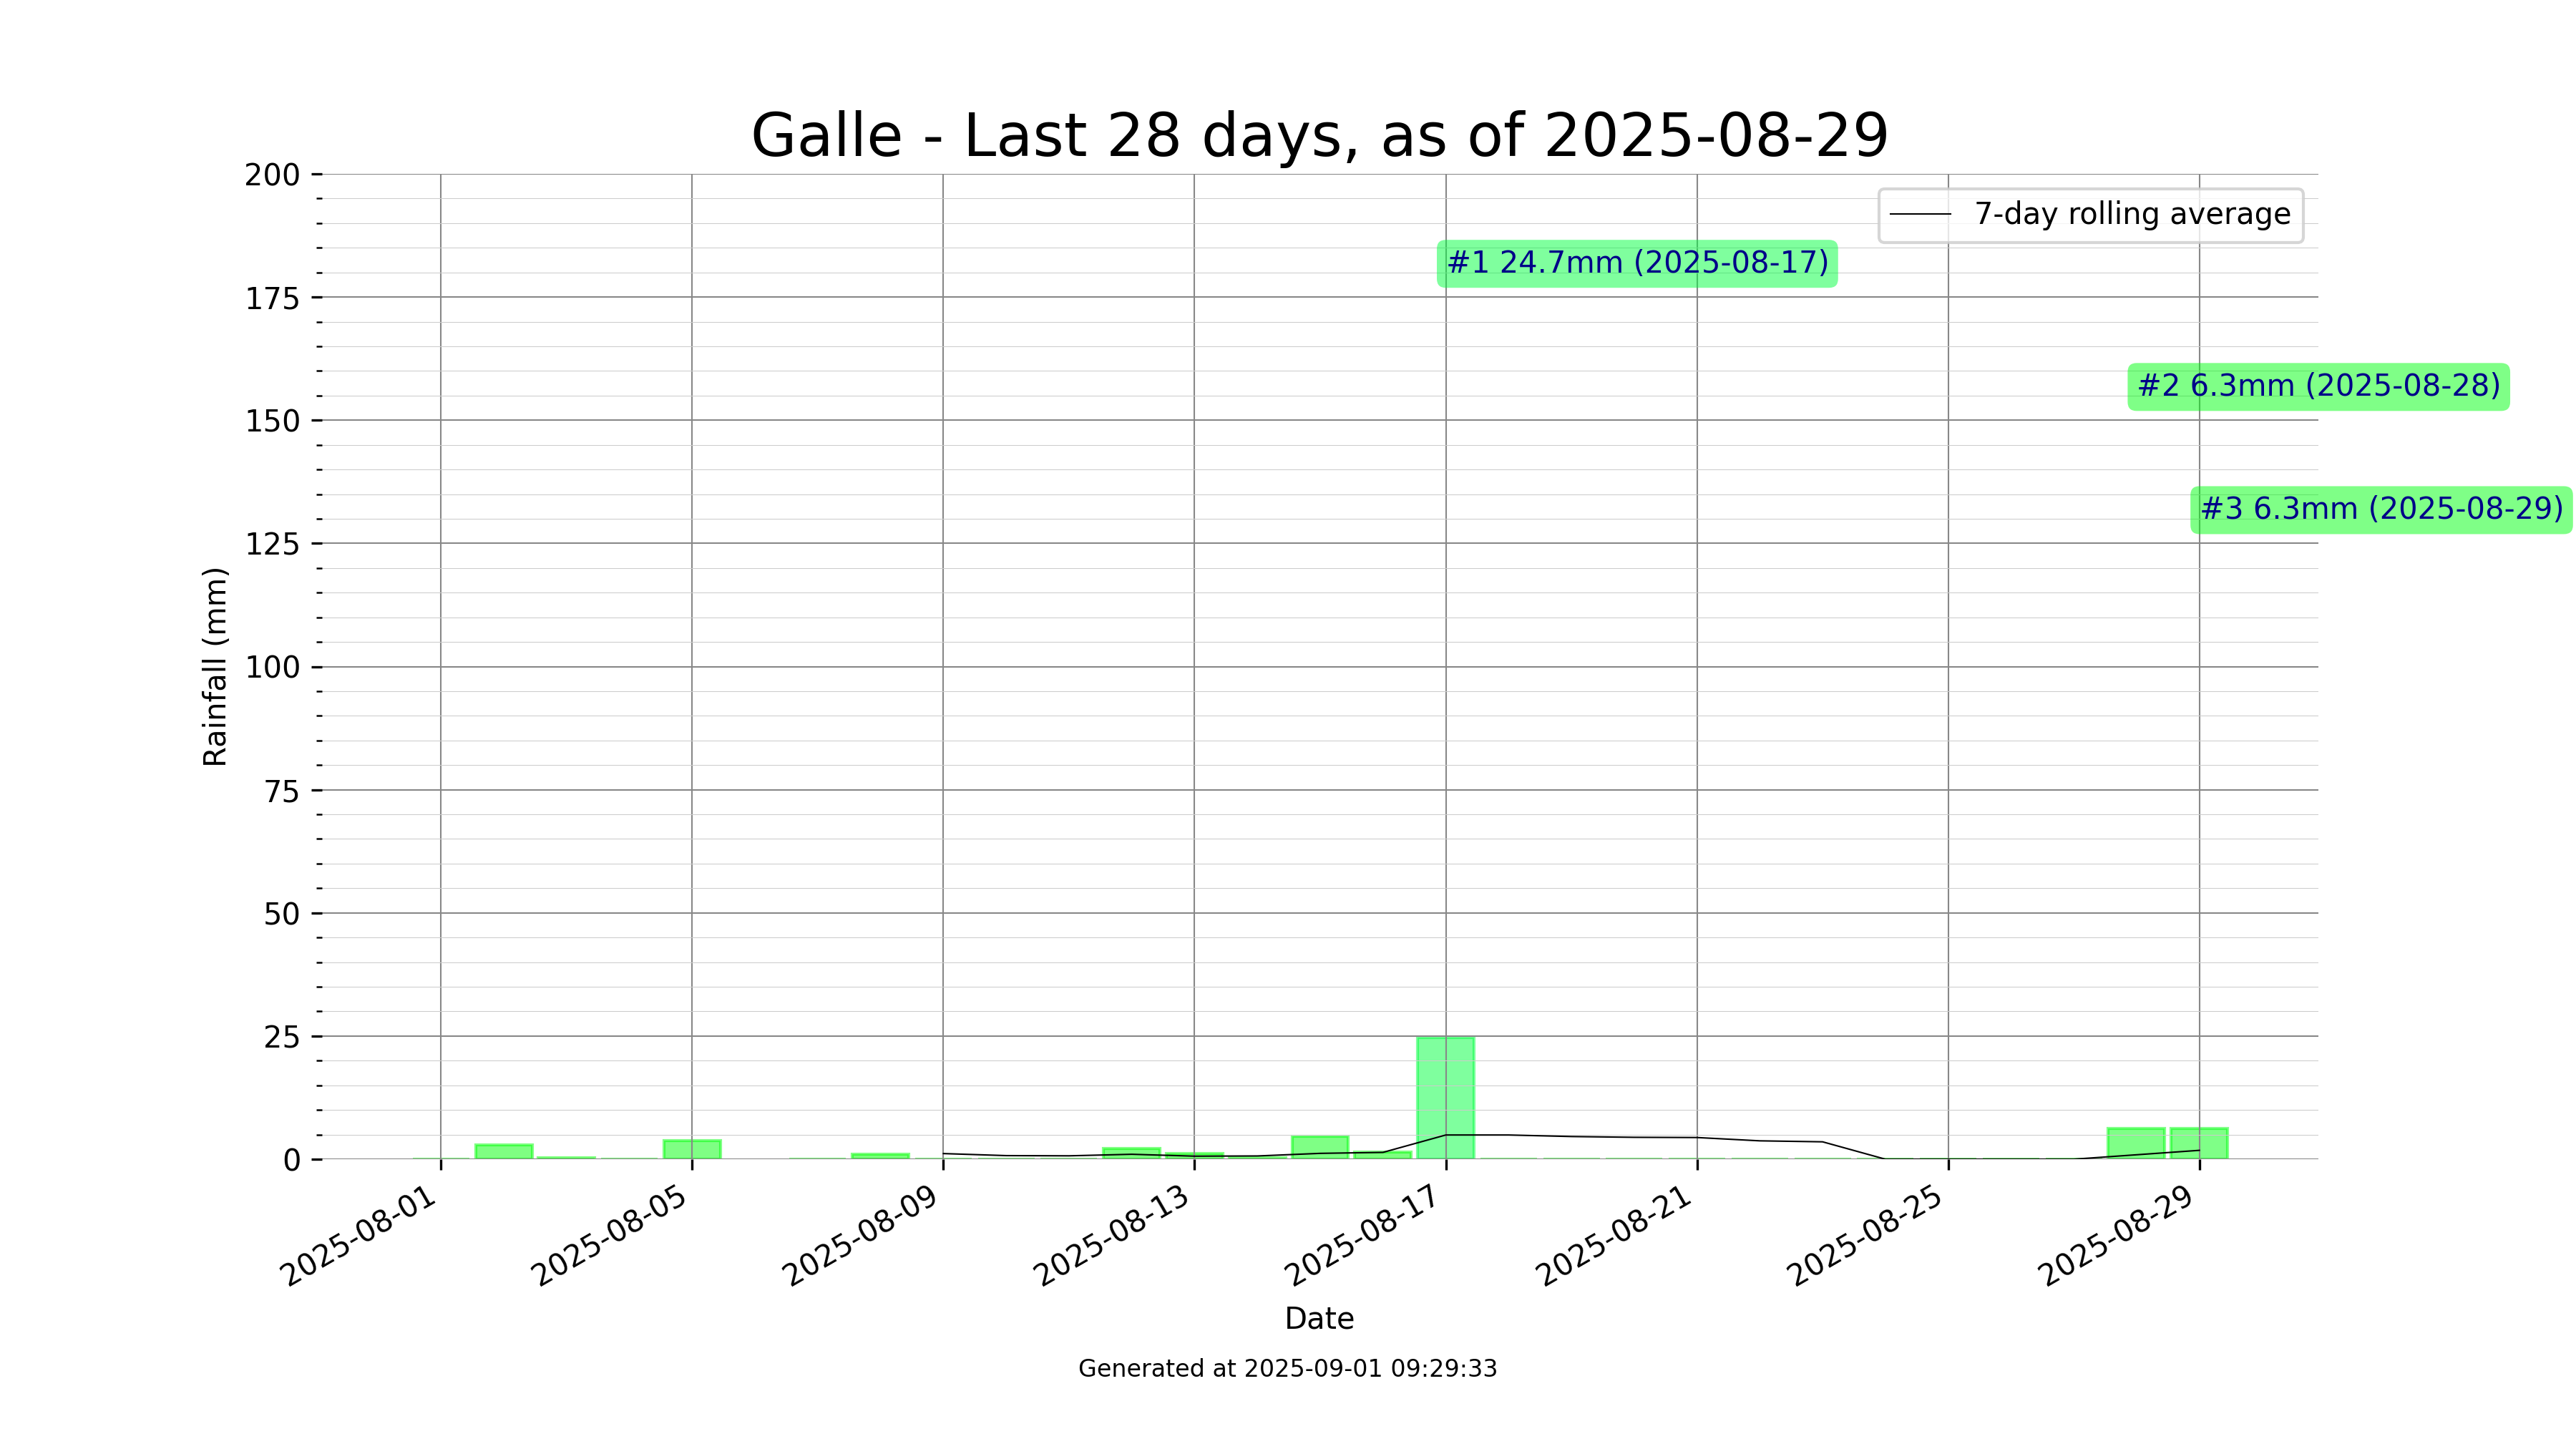 Galle - Last 28 days, as of 2025-08-29
7-day rolling average
#1 24.7mm (2025-08-17)
#2 6.3mm (2025-08-28)
#3 6.3mm (2025-08-29)
Rainfall (mm)
200
175
150
125
100
75
50
25
0
2025-08-01
2025-08-05
2025-08-09
2025-08-13
2025-08-17
2025-08-21
2025-08-25
2025-08-29
Date
Generated at 2025-09-01 09:29:33